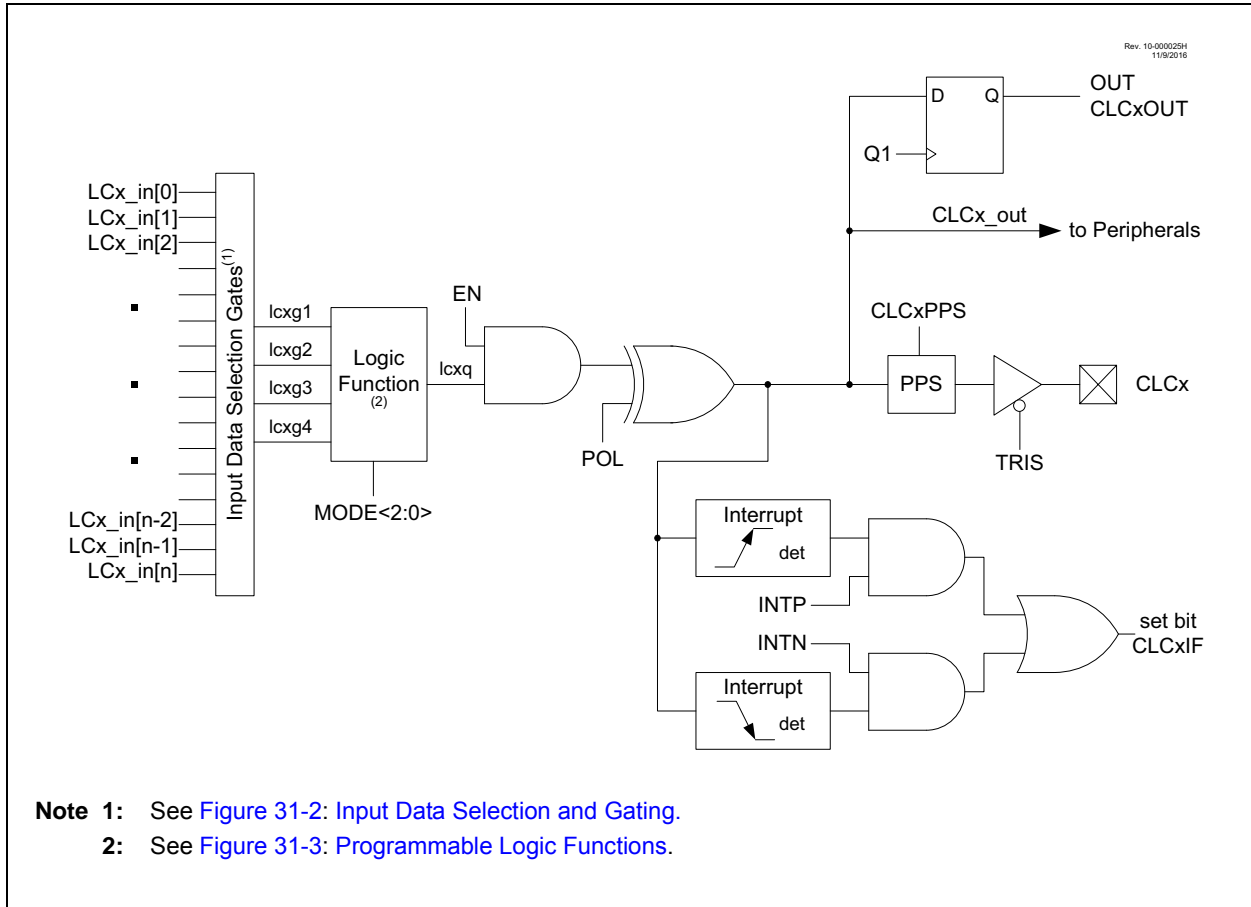 Rev. 10-000025H
11/9/2016
OUT
CLCxOUT
D
Q
Q1
CLCx_out
to Peripherals
LCx_in[0]
LCx_in[1]
LCx_in[2]
LCx_in[n-2]
LCx_in[n-1]
LCx_in[n]
Input Data Selection Gates(1)
lcxg1
lcxg2
lcxg3
lcxg4
Logic
Function
(2)
MODE<2:0>
lcxq
EN
POL
CLCxPPS
PPS
TRIS
CLCx
Interrupt
det
INTP
INTN
Interrupt
det
set bit
CLCxIF
Note 1: See Figure 31-2: Input Data Selection and Gating.
2: See Figure 31-3: Programmable Logic Functions.